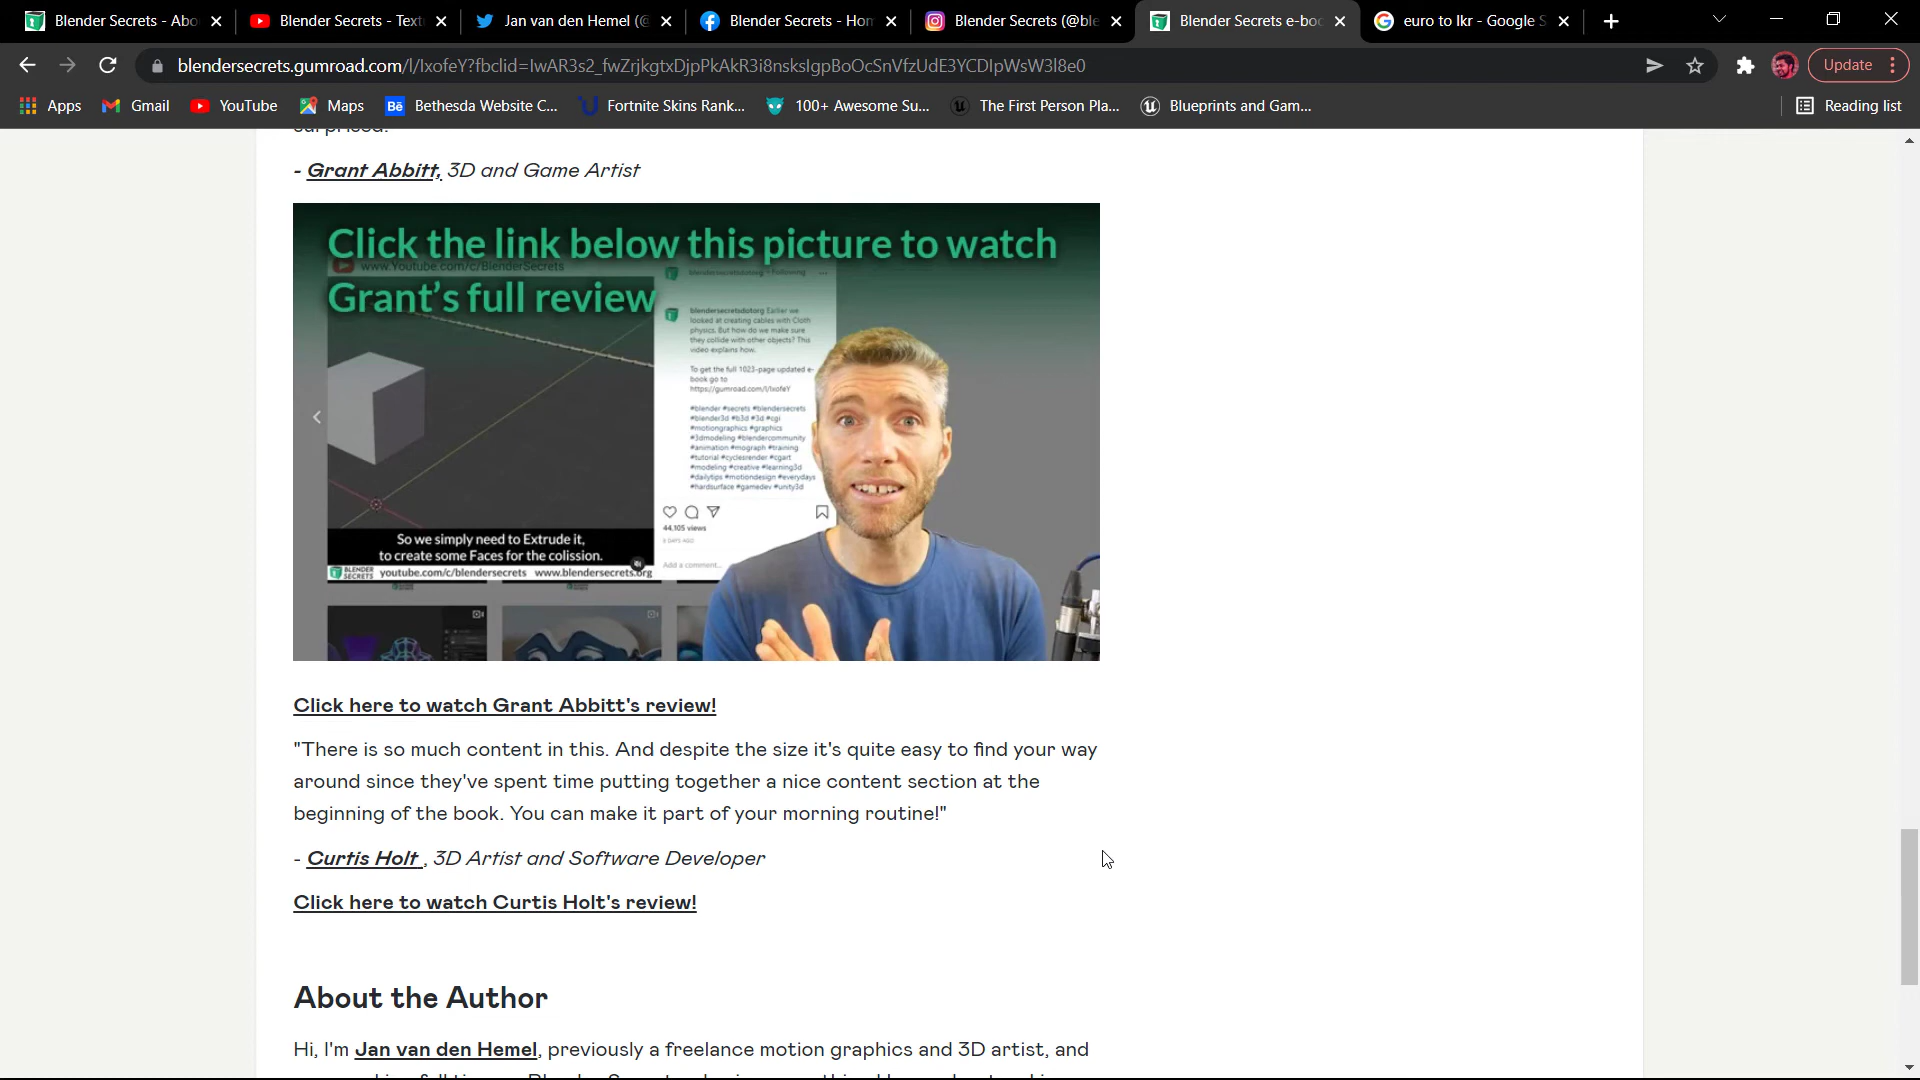 Blender Secrets - Abo
Blender Secrets - Text
Jan van den Hemel (@
Blender Secrets - Hom
Blender Secrets (@ble
Blender Secrets e-boo
euro to lkr - Google S
blendersecrets.gumroad.com/l/IxofeY?fbclid=IwAR3s2_fwZrjkgtxDjpPkAkR3i8nsksIgpBoOcSnVfzUdE3YCDIpWsW3l8e0
Update
Apps
Gmail
YouTube
Maps
Bethesda Website C...
Fortnite Skins Rank...
100+ Awesome Su...
The First Person Pla...
Blueprints and Gam...
Reading list
surprised.
- Grant Abbitt, 3D and Game Artist
Click the link below this picture to watch
Grant's full review
www.Youtube.com/c/BlenderSecrets
blendersecretsdotorg • Following
blendersecretsdotorg Earlier we
looked at creating cables with Cloth
physics. But how do we make sure
they collide with other objects? This
video explains how.
To get the full 1023-page updated e-
book go to
https://gumroad.com/l/IxofeY
#blender #secrets #blendersecrets
#blender3d #b3d #3d #cgi
#motiongraphics #graphics
#3dmodeling #blendercommunity
#animation #mograph #training
#tutorial #cyclesrender #cgart
#modeling #creative #learning3d
#dailytips #motiondesign #everydays
#hardsurface #gamedev #unity3d
44,105 views
Add a comment...
So we simply need to Extrude it,
to create some Faces for the colission.
BLENDER
SECRETS
youtube.com/c/blendersecrets www.blendersecrets.org
Click here to watch Grant Abbitt's review!
"There is so much content in this. And despite the size it's quite easy to find your way
around since they've spent time putting together a nice content section at the
beginning of the book. You can make it part of your morning routine!"
- Curtis Holt , 3D Artist and Software Developer
Click here to watch Curtis Holt's review!
About the Author
Hi, I'm Jan van den Hemel, previously a freelance motion graphics and 3D artist, and